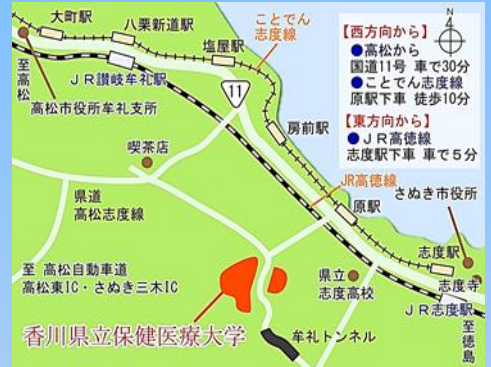 大町駅
八栗新道駅
塩屋駅
ことでん
志度線
N
4
【西方向から】
●高松から
国道11号 車で30分
●ことでん志度線
原駅下車 徒歩10分
【東方向から】
●JR高徳線
志度駅下車 車で5分
至高松
JR讃岐牟礼駅
高松市役所牟礼支所
11
房前駅
喫茶店
JR高徳線
さぬき市役所
原駅
県道
高松志度線
志度駅
至 高松自動車道
高松東IC・さぬき三木IC
県立
志度高校
志度寺
JR志度駅
至徳島
香川県立保健医療大学
牟礼トンネル